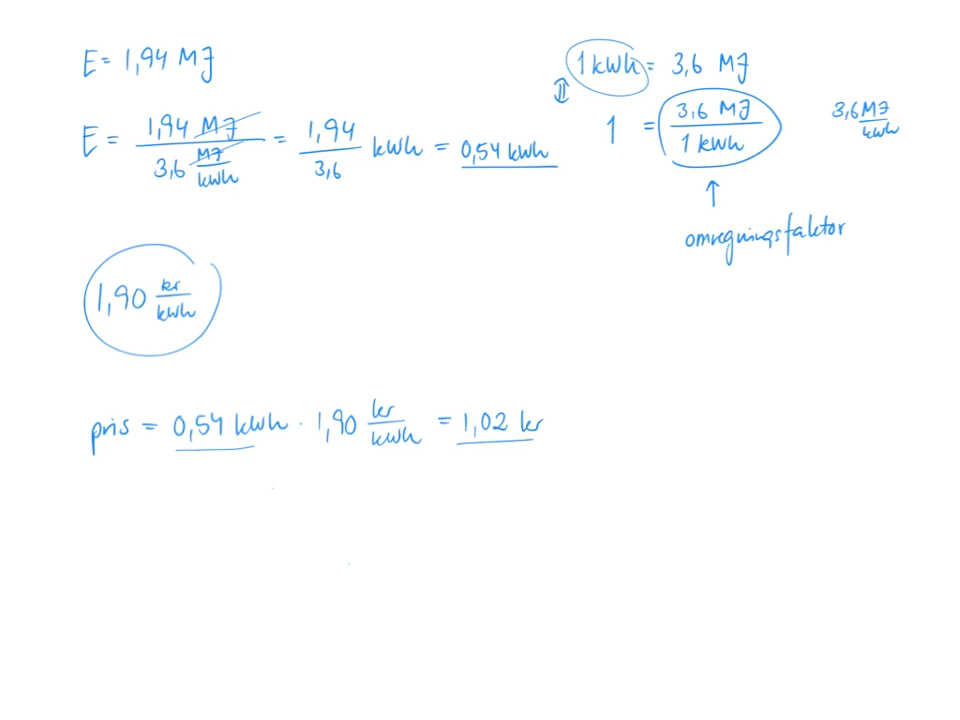 E = 1,94 MJ
E = 1,94 MJ / 3,6 MJ/kWh = 1,94/3,6 kWh = 0,54 kWh
1 kWh = 3,6 MJ
⇕
1 = 3,6 MJ / 1 kWh
3,6 MJ/kWh
↑
omregningsfaktor
1,90 kr/kWh
pris = 0,54 kWh · 1,90 kr/kWh = 1,02 kr